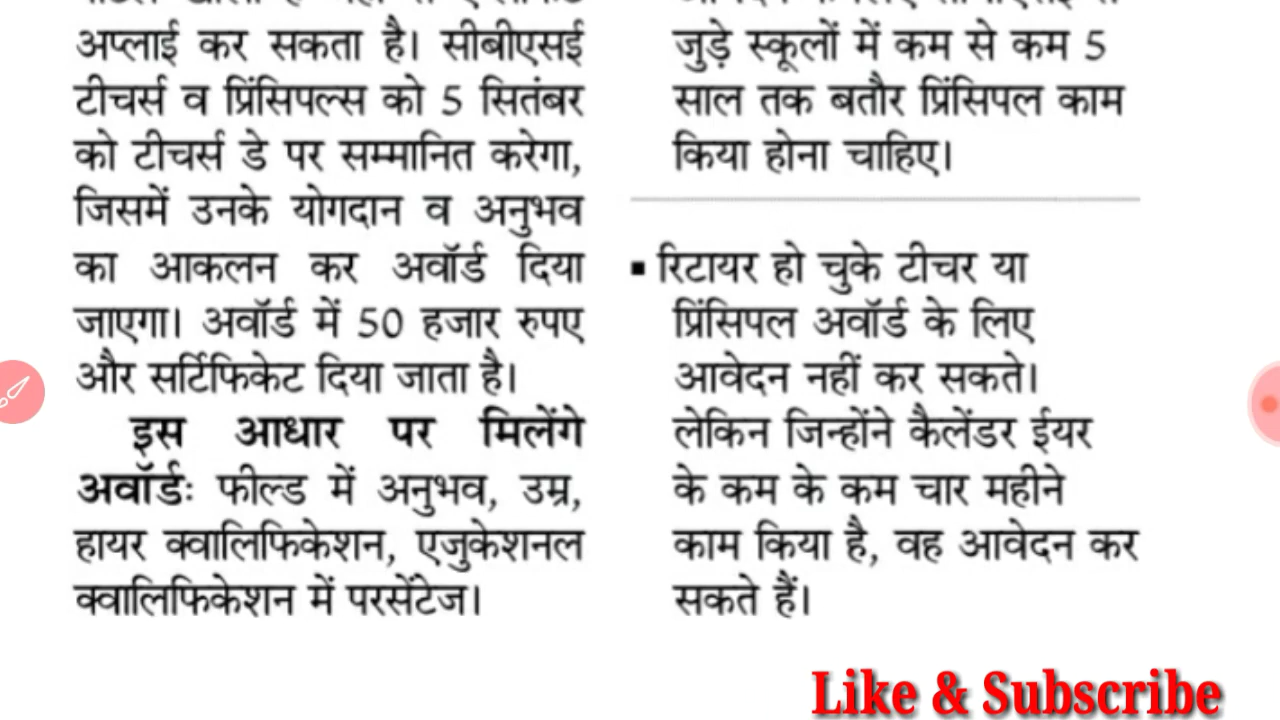 अप्लाई कर सकता है। सीबीएसई
टीचर्स व प्रिंसिपल्स को 5 सितंबर
को टीचर्स डे पर सम्मानित करेगा,
जिसमें उनके योगदान व अनुभव
का आकलन कर अवॉर्ड दिया
जाएगा। अवॉर्ड में 50 हजार रुपए
और सर्टिफिकेट दिया जाता है।
इस आधार पर मिलेंगे
अवॉर्डः फील्ड में अनुभव, उम्र,
हायर क्वालिफिकेशन, एजुकेशनल
क्वालिफिकेशन में परसेंटेज।
जुड़े स्कूलों में कम से कम 5
साल तक बतौर प्रिंसिपल काम
किया होना चाहिए।
▪ रिटायर हो चुके टीचर या
प्रिंसिपल अवॉर्ड के लिए
आवेदन नहीं कर सकते।
लेकिन जिन्होंने कैलेंडर ईयर
के कम के कम चार महीने
काम किया है, वह आवेदन कर
सकते हैं।
Like & Subscribe